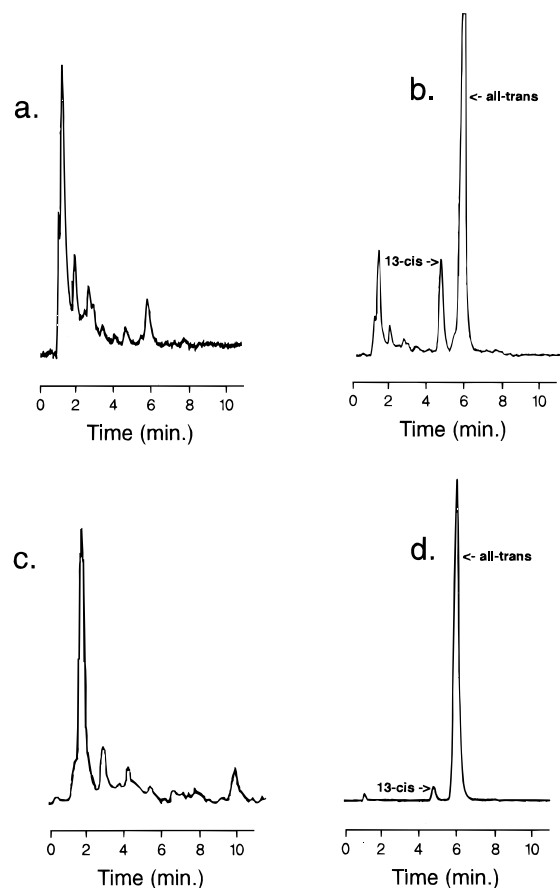 a.
b.
<- all-trans
13-cis ->
0 2 4 6 8 10
Time (min.)
0 2 4 6 8 10
Time (min.)
c.
d.
<- all-trans
13-cis ->
0 2 4 6 8 10
Time (min.)
0 2 4 6 8 10
Time (min.)